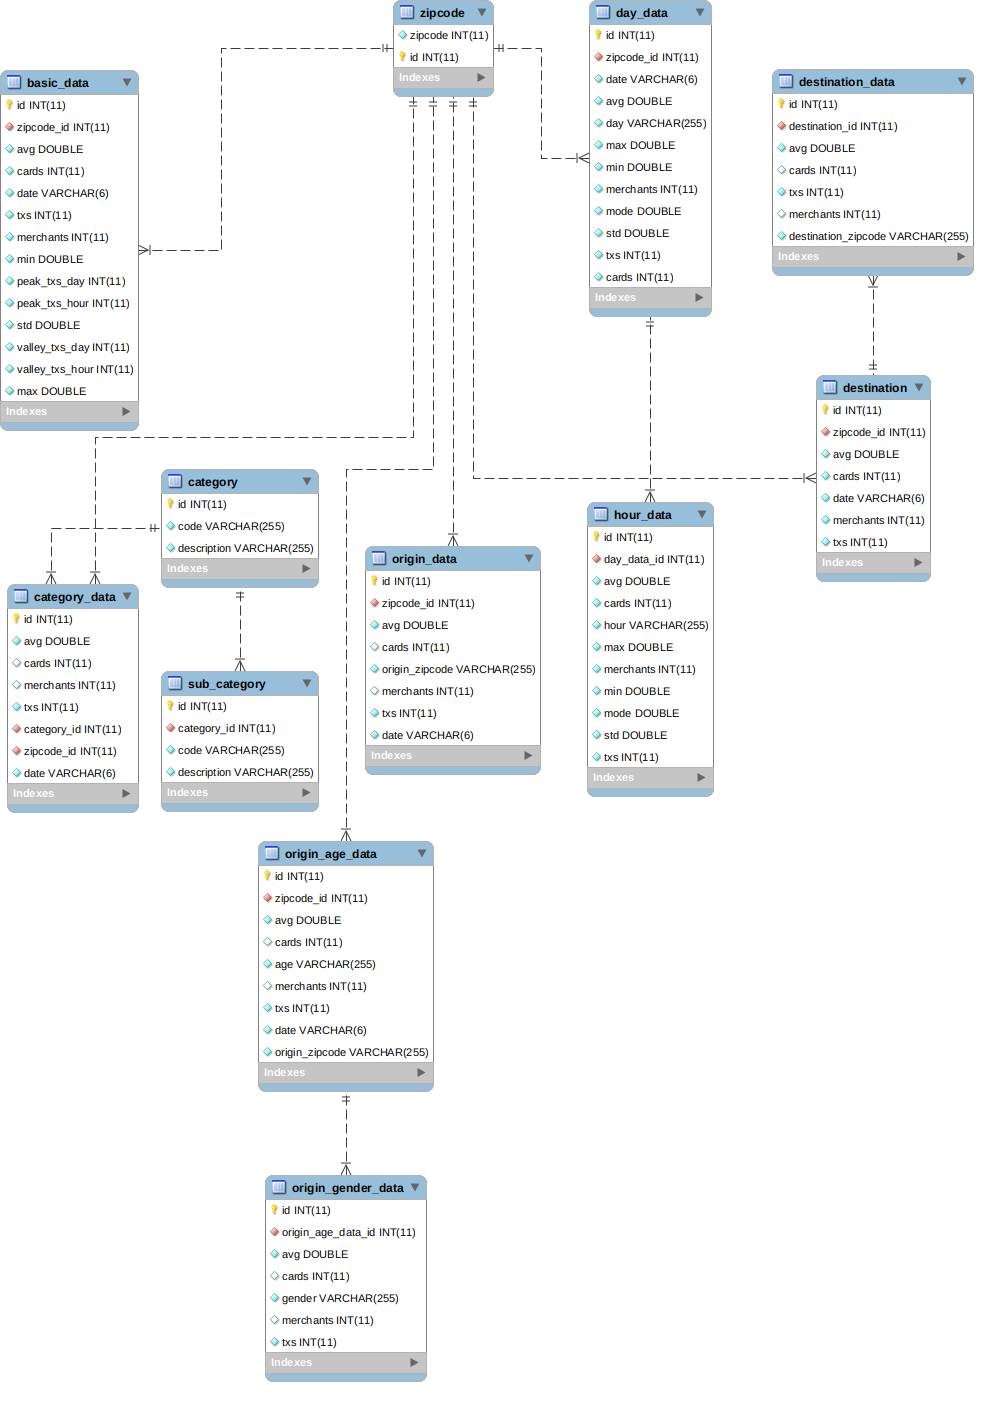 zipcode
zipcode INT(11)
id INT(11)
Indexes
day_data
id INT(11)
zipcode_id INT(11)
date VARCHAR(6)
avg DOUBLE
day VARCHAR(255)
max DOUBLE
min DOUBLE
merchants INT(11)
mode DOUBLE
std DOUBLE
txs INT(11)
cards INT(11)
Indexes
basic_data
id INT(11)
zipcode_id INT(11)
avg DOUBLE
cards INT(11)
date VARCHAR(6)
txs INT(11)
merchants INT(11)
min DOUBLE
peak_txs_day INT(11)
peak_txs_hour INT(11)
std DOUBLE
valley_txs_day INT(11)
valley_txs_hour INT(11)
max DOUBLE
Indexes
destination_data
id INT(11)
destination_id INT(11)
avg DOUBLE
cards INT(11)
txs INT(11)
merchants INT(11)
destination_zipcode VARCHAR(255)
Indexes
destination
id INT(11)
zipcode_id INT(11)
avg DOUBLE
cards INT(11)
date VARCHAR(6)
merchants INT(11)
txs INT(11)
Indexes
category
id INT(11)
code VARCHAR(255)
description VARCHAR(255)
Indexes
hour_data
id INT(11)
day_data_id INT(11)
avg DOUBLE
cards INT(11)
hour VARCHAR(255)
max DOUBLE
merchants INT(11)
min DOUBLE
mode DOUBLE
std DOUBLE
txs INT(11)
Indexes
origin_data
id INT(11)
zipcode_id INT(11)
avg DOUBLE
cards INT(11)
origin_zipcode VARCHAR(255)
merchants INT(11)
txs INT(11)
date VARCHAR(6)
Indexes
category_data
id INT(11)
avg DOUBLE
cards INT(11)
merchants INT(11)
txs INT(11)
category_id INT(11)
zipcode_id INT(11)
date VARCHAR(6)
Indexes
sub_category
id INT(11)
category_id INT(11)
code VARCHAR(255)
description VARCHAR(255)
Indexes
origin_age_data
id INT(11)
zipcode_id INT(11)
avg DOUBLE
cards INT(11)
age VARCHAR(255)
merchants INT(11)
txs INT(11)
date VARCHAR(6)
origin_zipcode VARCHAR(255)
Indexes
origin_gender_data
id INT(11)
origin_age_data_id INT(11)
avg DOUBLE
cards INT(11)
gender VARCHAR(255)
merchants INT(11)
txs INT(11)
Indexes